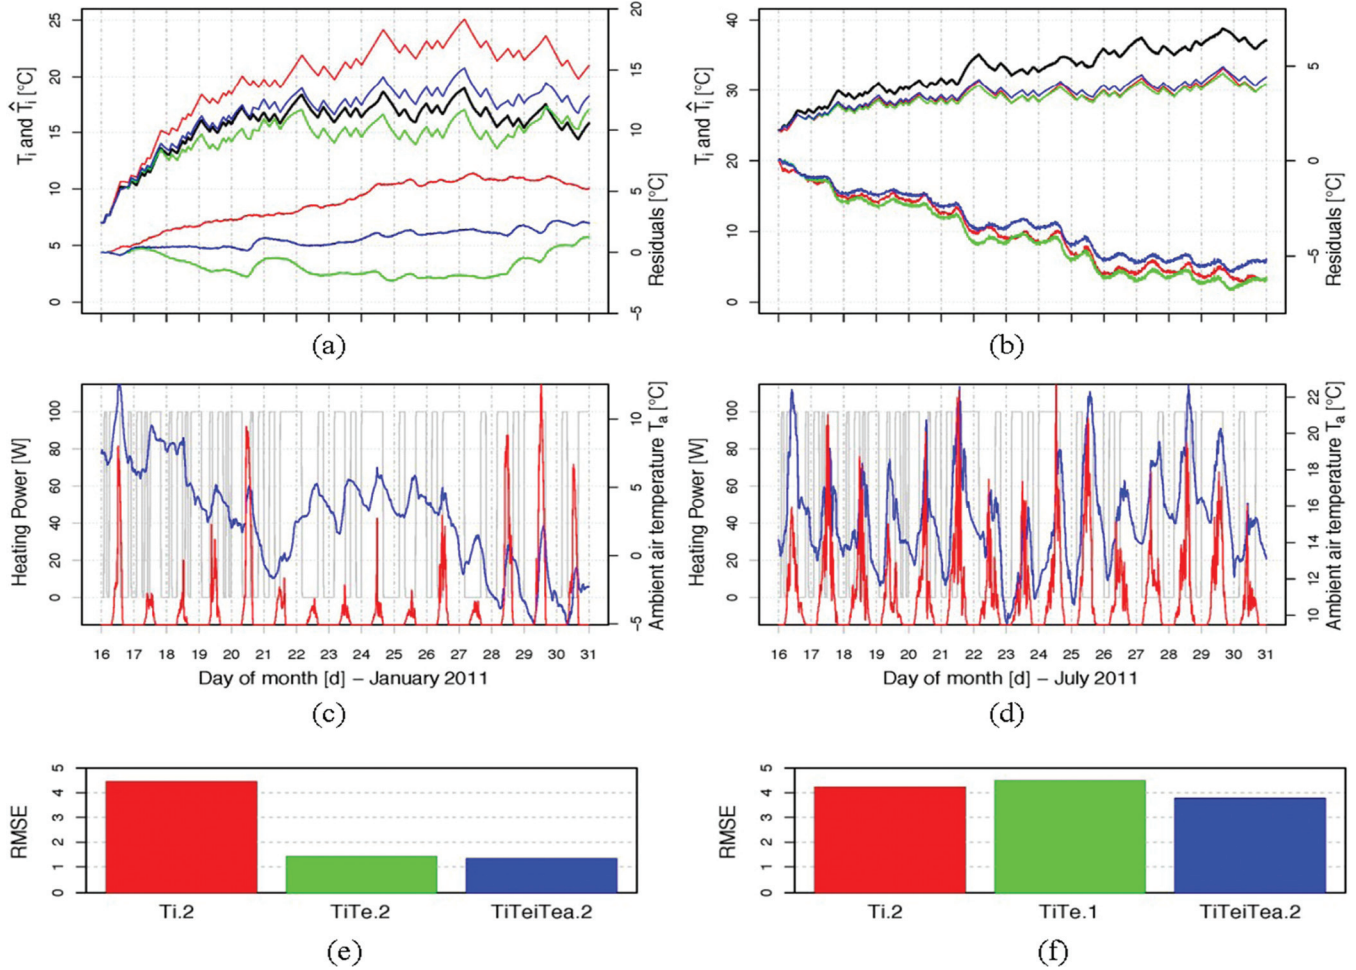 Ti and T̂i [°C]
25
20
15
10
5
0
20
15
10
5
0
−5
Residuals [°C]
(a)
Ti and T̂i [°C]
40
30
20
10
0
5
0
−5
Residuals [°C]
(b)
Heating Power [W]
100
80
60
40
20
0
10
5
0
−5
Ambient air temperature Ta [°C]
16 17 18 19 20 21 22 23 24 25 26 27 28 29 30 31
Day of month [d] − January 2011
(c)
Heating Power [W]
100
80
60
40
20
0
22
20
18
16
14
12
10
Ambient air temperature Ta [°C]
16 17 18 19 20 21 22 23 24 25 26 27 28 29 30 31
Day of month [d] − July 2011
(d)
RMSE
5
4
3
2
1
0
Ti.2 TiTe.2 TiTeiTea.2
(e)
RMSE
5
4
3
2
1
0
Ti.2 TiTe.1 TiTeiTea.2
(f)